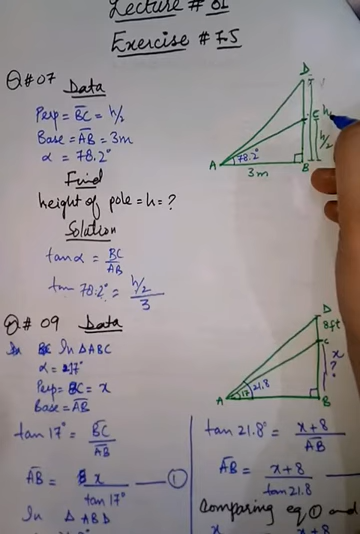 Lecture # 01
Exercise # 7.5
Q # 07 Data
Perp = BC = h/2
Base = AB = 3m
α = 78.2°
Find
height of pole = h = ?
Solution
tan α = BC/AB
tan 78.2° = h/2 / 3
D
C
h
h/2
A
78.2°
3m
B
Q # 09 Data
In △ABC
α = 17°
Perp = BC = x
Base = AB
tan 17° = BC/AB
AB = x/tan 17° — ①
In △ ABD
D
8ft
C
x
?
A
17
21.8
B
tan 21.8° = x+8/AB
AB = x+8/tan 21.8
Comparing eq ① and
x
x+8